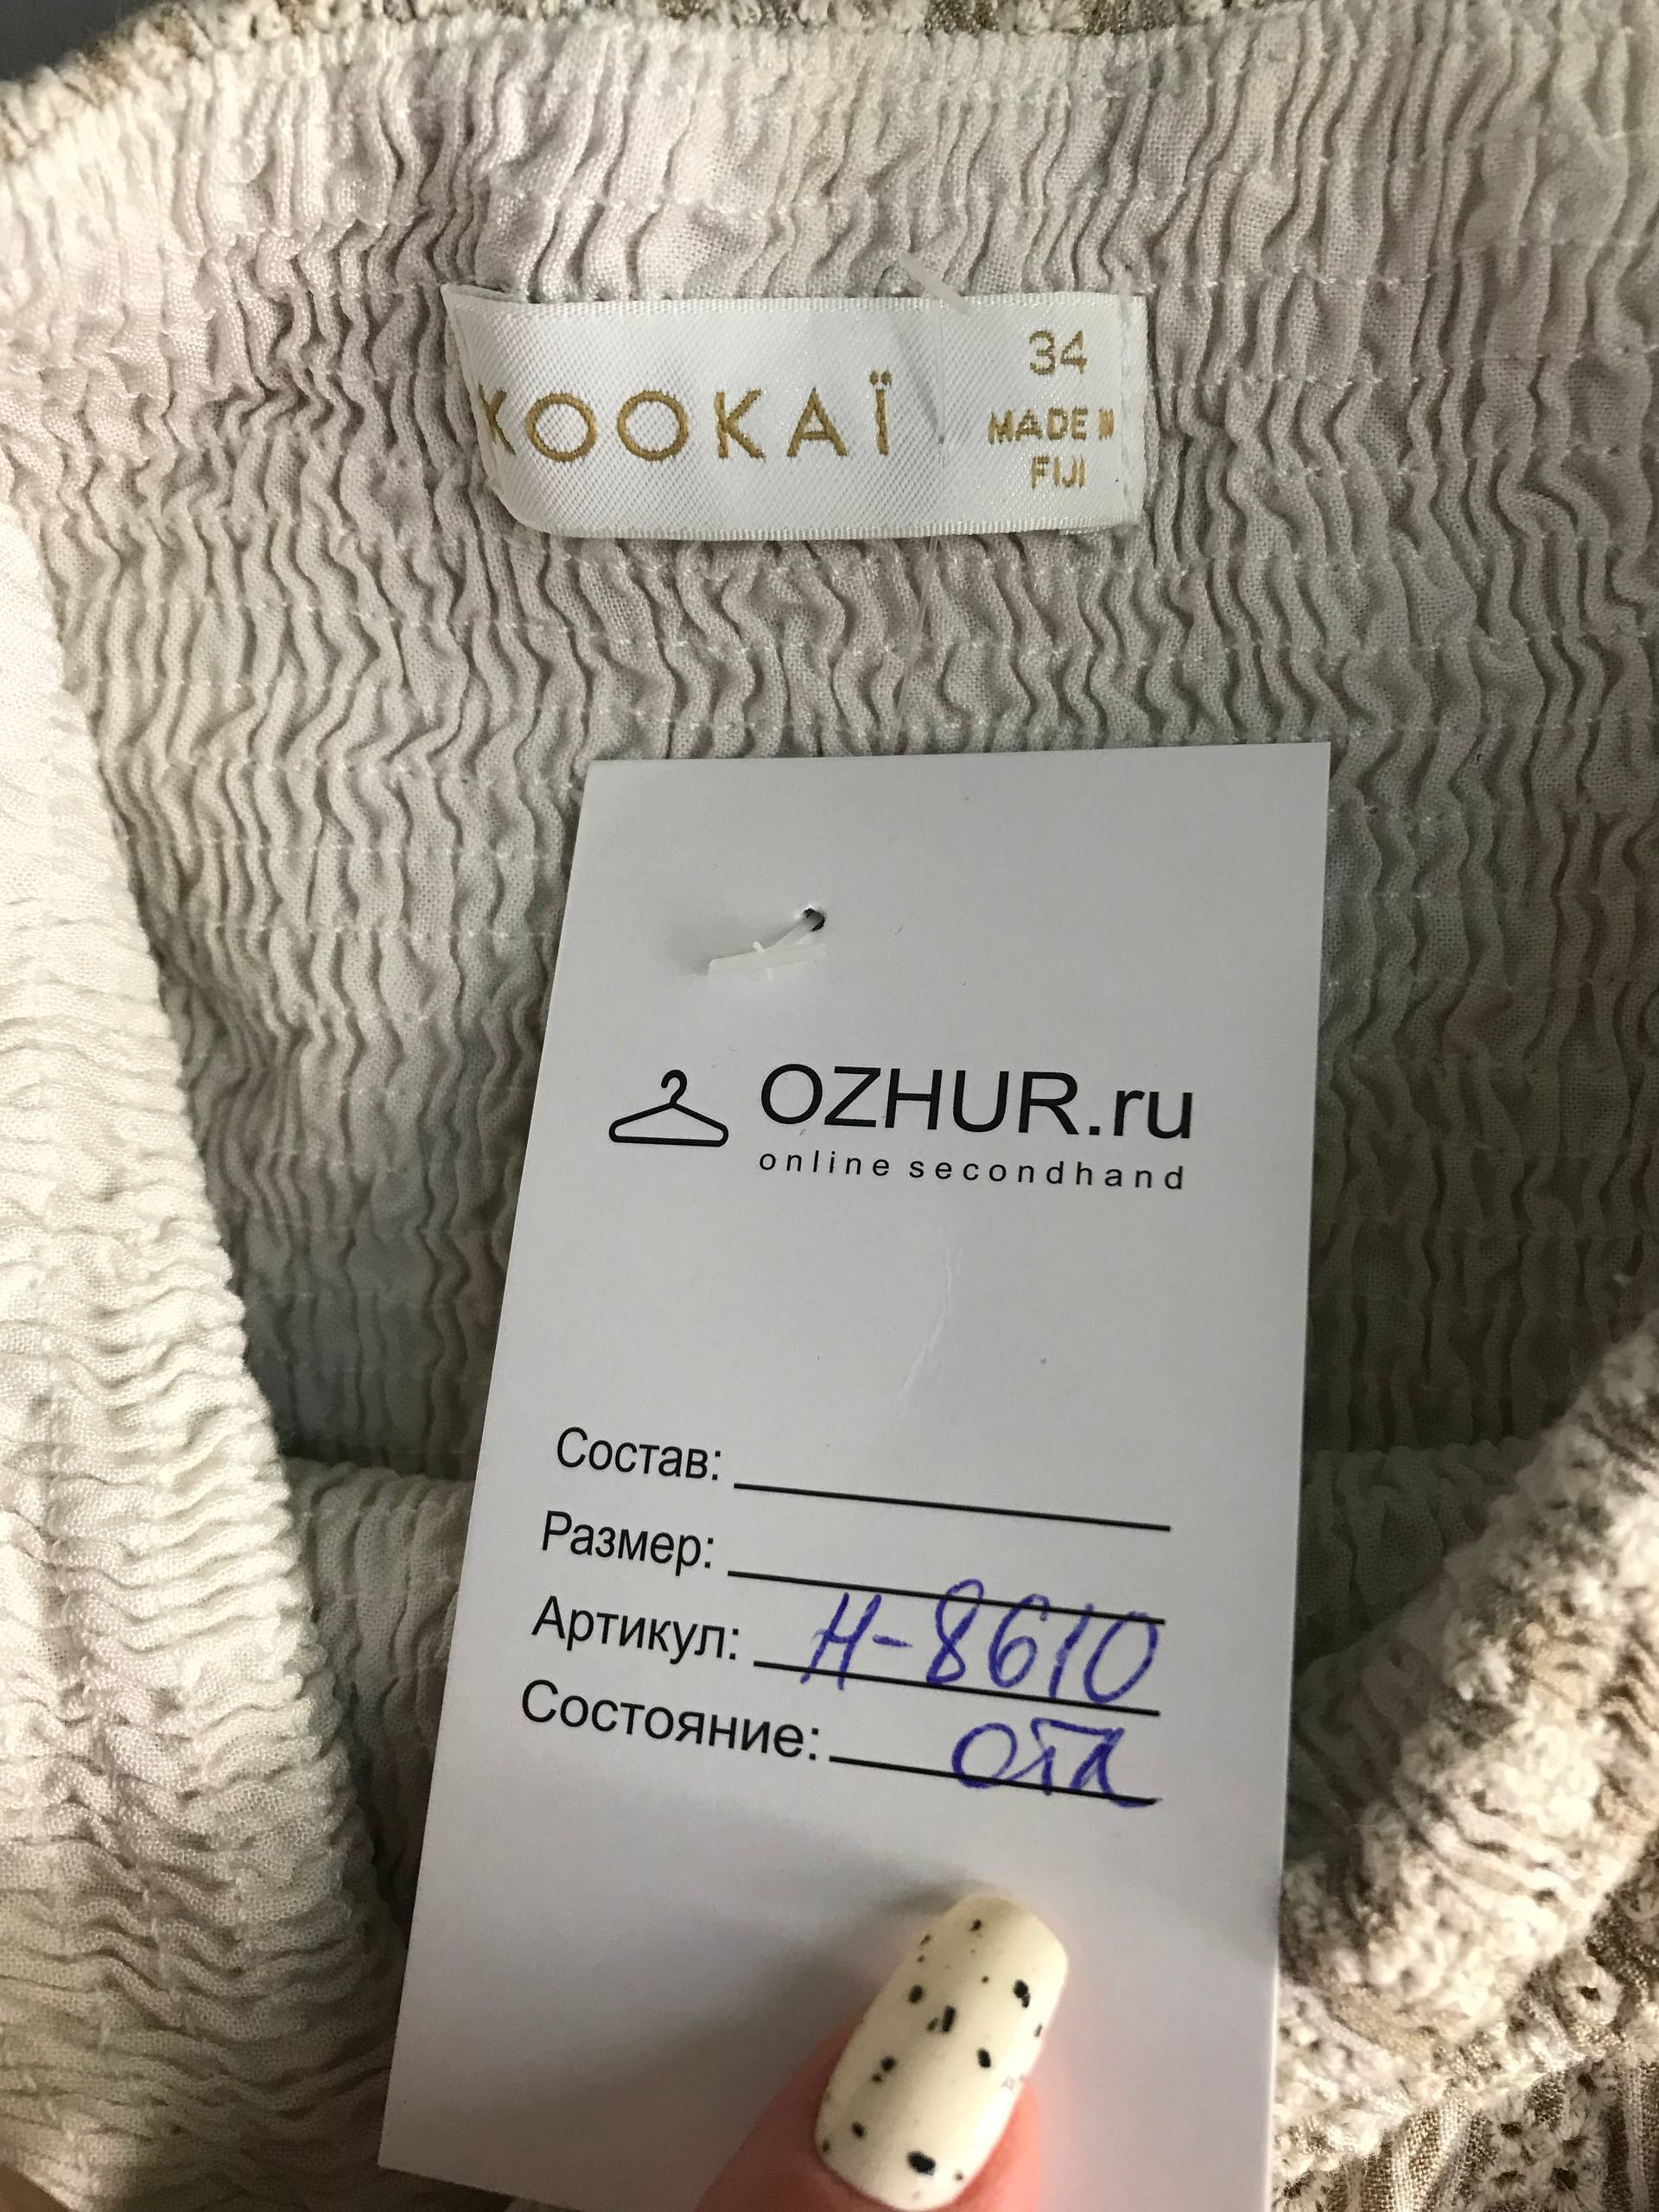 KOOKAÏ
34
MADE IN
FIJI
OZHUR.ru
online secondhand
Состав:
Размер:
Артикул: H-8610
Состояние: отл